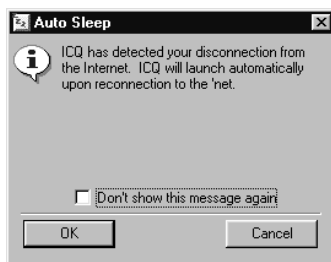 Auto Sleep
ICQ has detected your disconnection from
the Internet. ICQ will launch automatically
upon reconnection to the 'net.
Don't show this message again
OK
Cancel